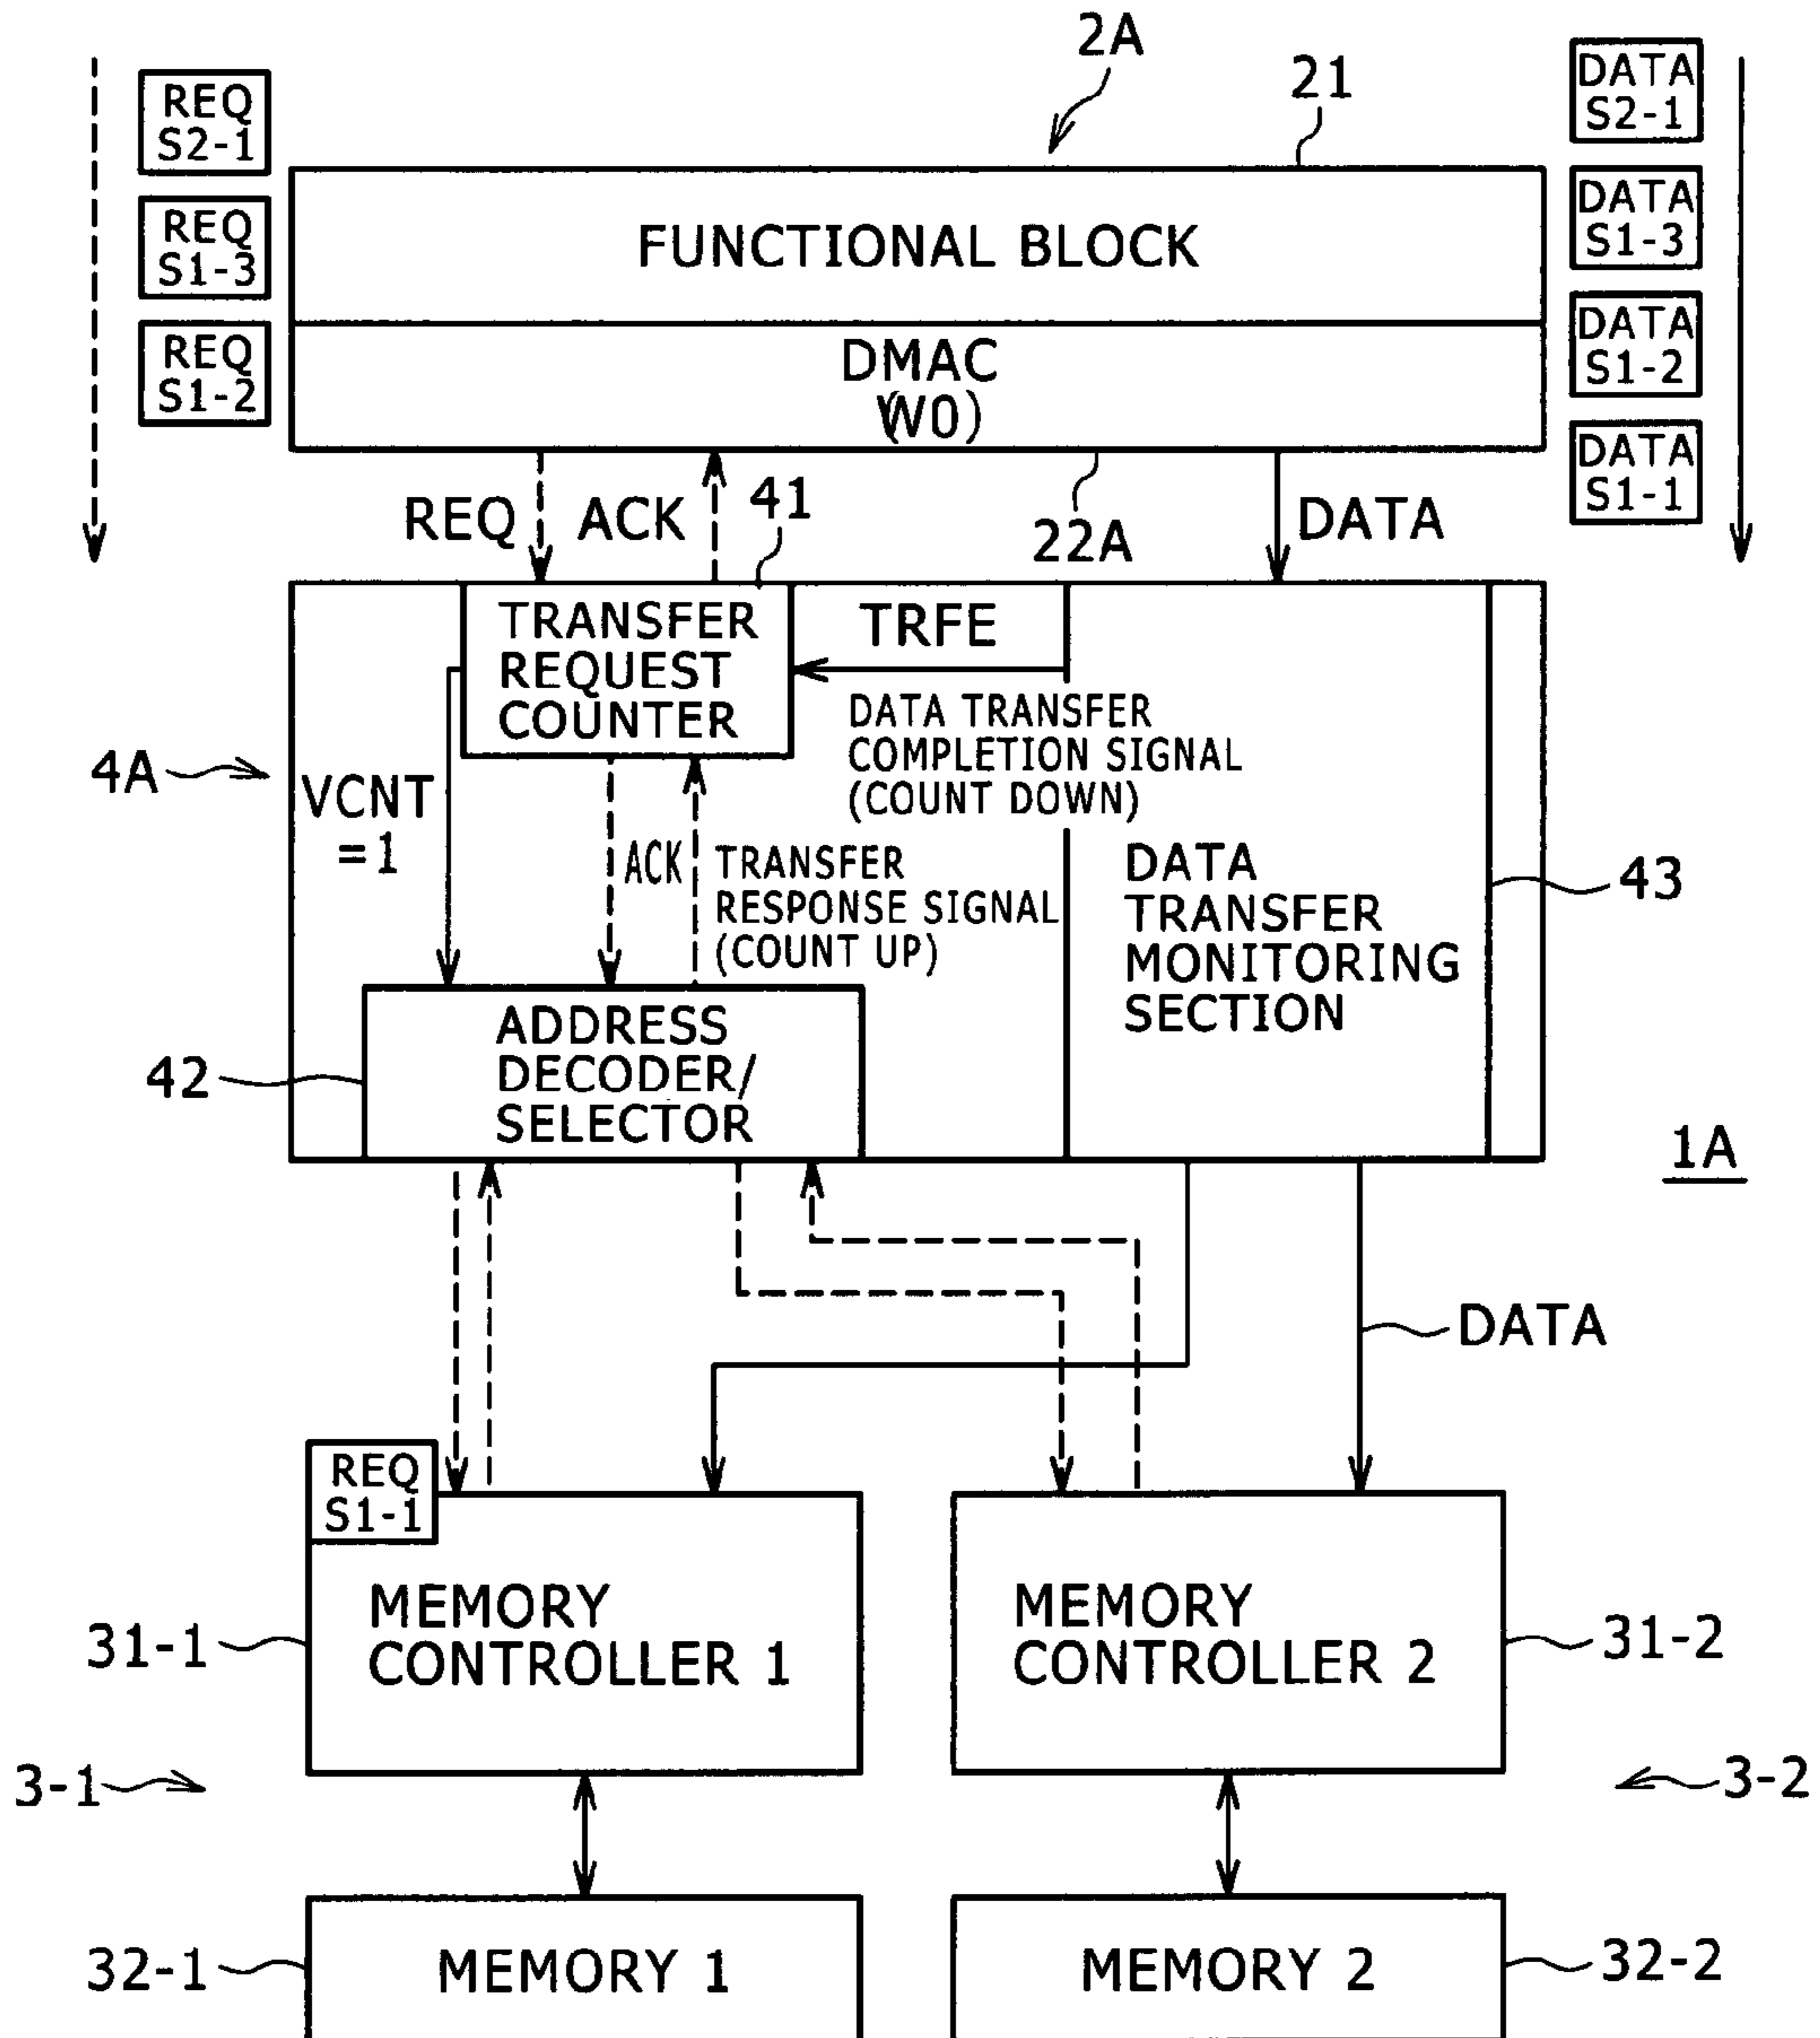 2A
21
REQ
S2-1
REQ
S1-3
REQ
S1-2
DATA
S2-1
DATA
S1-3
DATA
S1-2
DATA
S1-1
FUNCTIONAL BLOCK
DMAC
(W0)
REQ
ACK
41
22A
DATA
TRANSFER
REQUEST
COUNTER
TRFE
DATA TRANSFER
COMPLETION SIGNAL
(COUNT DOWN)
4A
VCNT
=1
ACK
TRANSFER
RESPONSE SIGNAL
(COUNT UP)
DATA
TRANSFER
MONITORING
SECTION
43
42
ADDRESS
DECODER/
SELECTOR
1A
DATA
REQ
S1-1
MEMORY
CONTROLLER 1
MEMORY
CONTROLLER 2
31-1
31-2
3-1
3-2
32-1
MEMORY 1
MEMORY 2
32-2